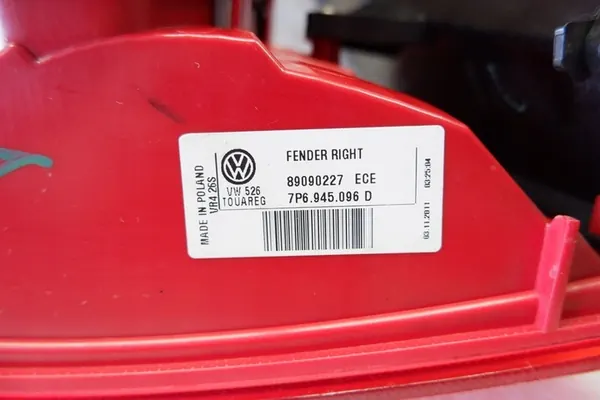 FENDER RIGHT
89090227 ECE
7P6.945.096 D
VW 526
TOUAREG
MADE IN POLAND
VR4 26S
03.11.2011 03:25:04